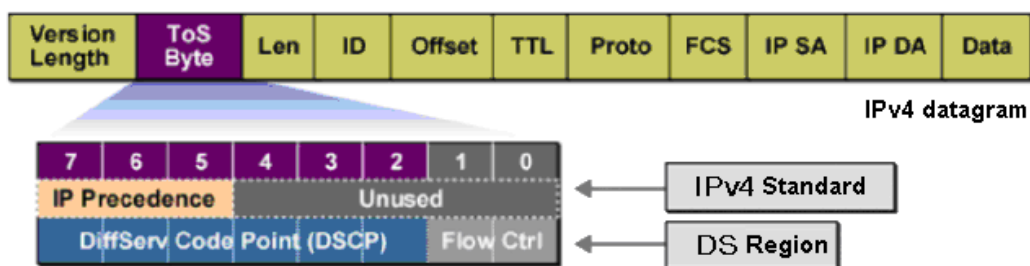 Version Length ToS Byte Len ID Offset TTL Proto FCS IP SA IP DA Data
IPv4 datagram
7 6 5 4 3 2 1 0
IP Precedence Unused IPv4 Standard
DiffServ Code Point (DSCP) Flow Ctrl DS Region